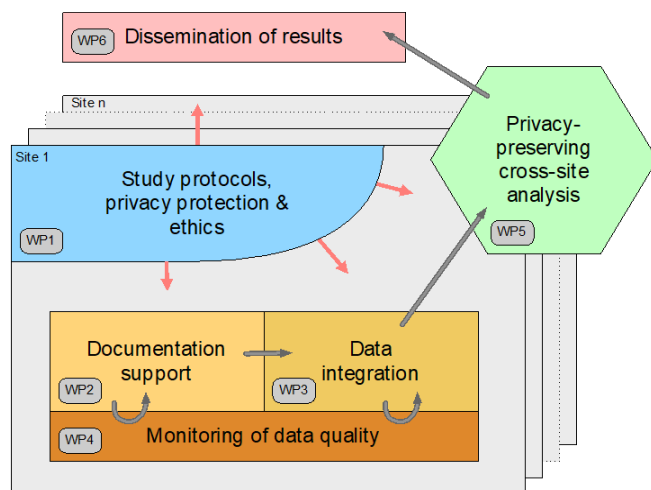 WP6
Dissemination of results
Site n
Site 1
Study protocols,
privacy protection &
ethics
WP1
Privacy-
preserving
cross-site
analysis
WP5
Documentation
support
WP2
Data
integration
WP3
WP4
Monitoring of data quality